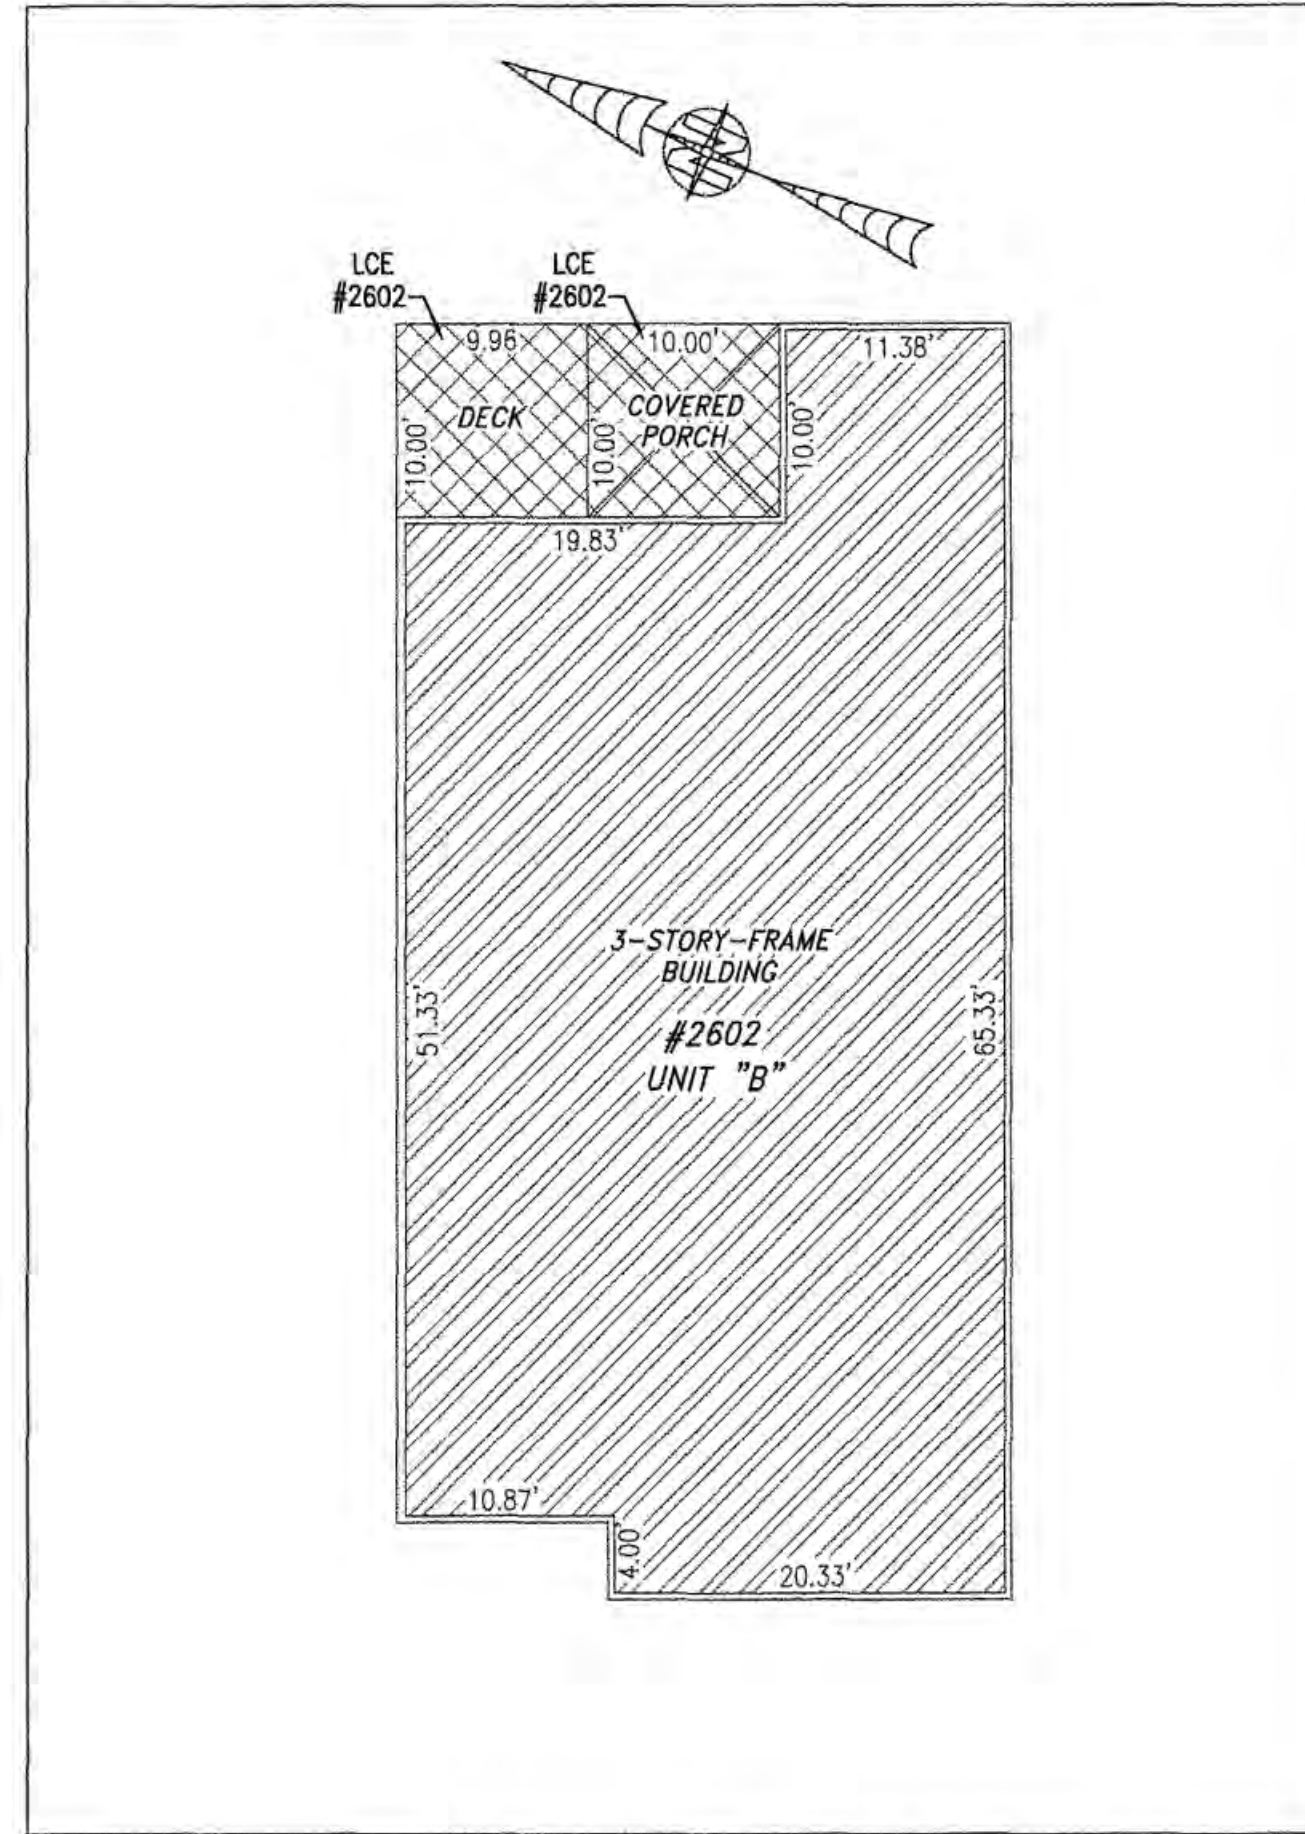 N
LCE
#2602
LCE
#2602
9.96
10.00'
11.38'
DECK
COVERED
PORCH
10.00'
10.00'
10.00'
19.83'
3-STORY-FRAME
BUILDING
#2602
UNIT "B"
51.33'
65.33'
10.87'
4.00'
20.33'